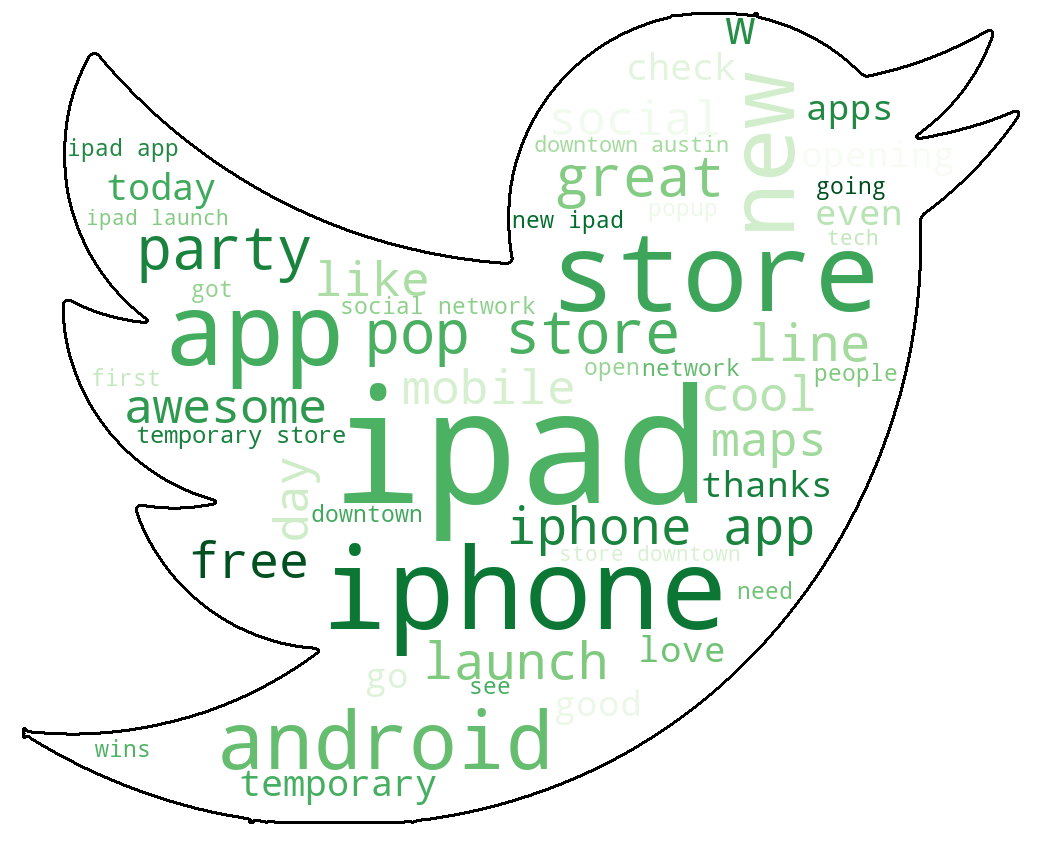 w
check
new
social
apps
downtown austin
ipad app
opening
great
today
going
popup
ipad launch
new ipad
even
party
tech
store
got
like
social network
app
pop store
line
open
network
people
first
mobile
cool
awesome
temporary store
maps
ipad
day
thanks
downtown
iphone app
store downtown
free
iphone
need
love
launch
go
see
good
android
wins
temporary